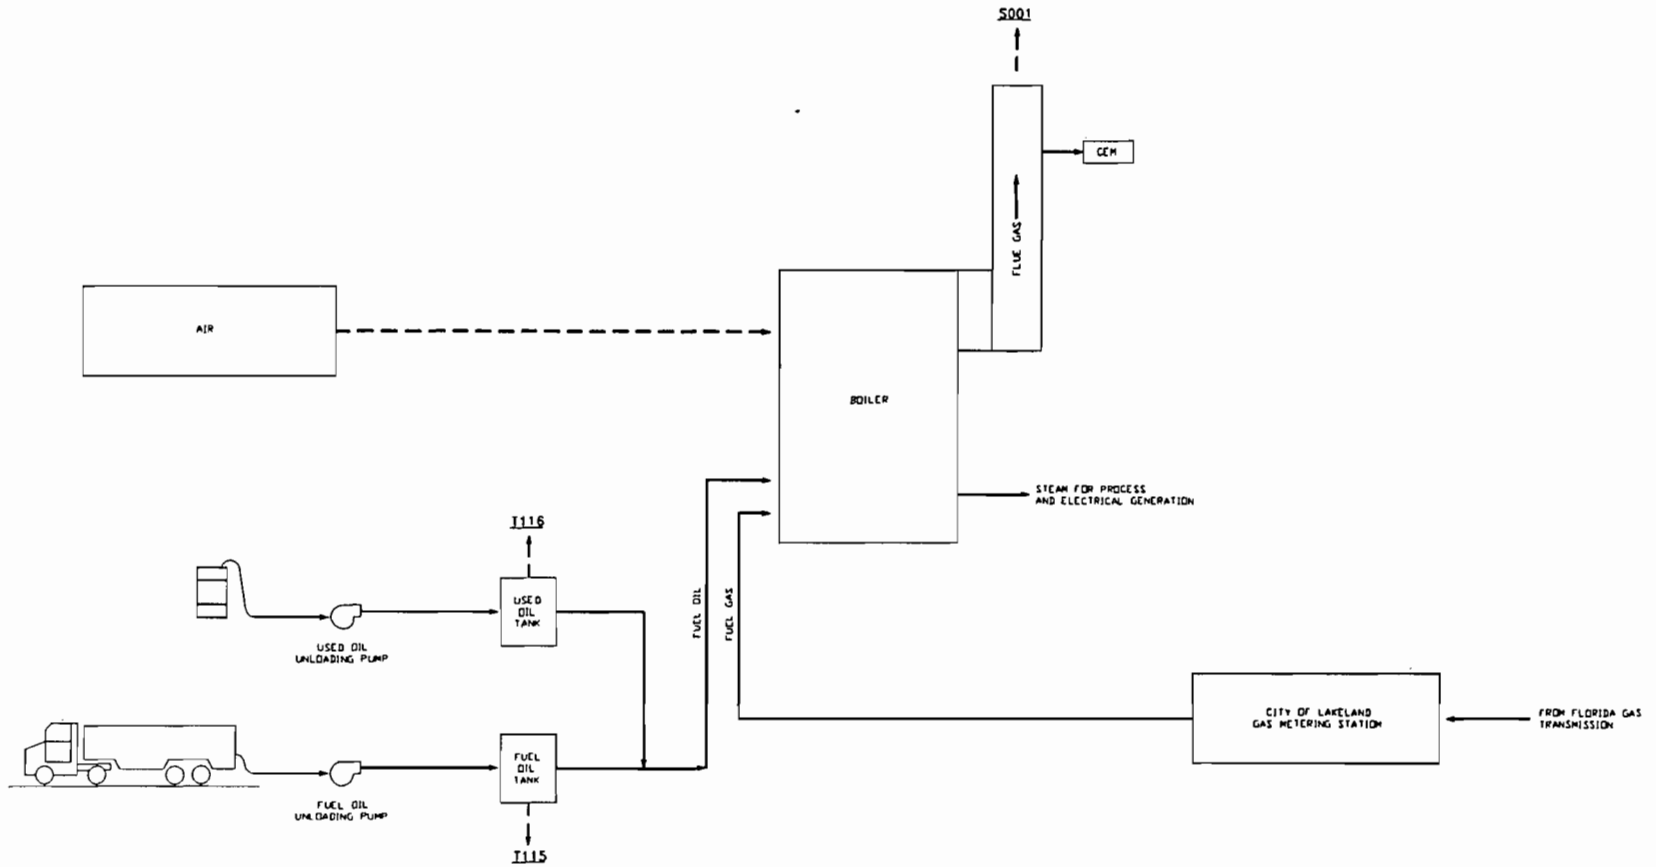 S001
CEM
FLUE GAS
AIR
BOILER
STEAM FOR PROCESS
AND ELECTRICAL GENERATION
T116
USED
OIL
TANK
USED OIL
UNLOADING PUMP
FUEL OIL
FUEL GAS
CITY OF LAKELAND
GAS METERING STATION
FROM FLORIDA GAS
TRANSMISSION
FUEL
OIL
TANK
FUEL OIL
UNLOADING PUMP
T115